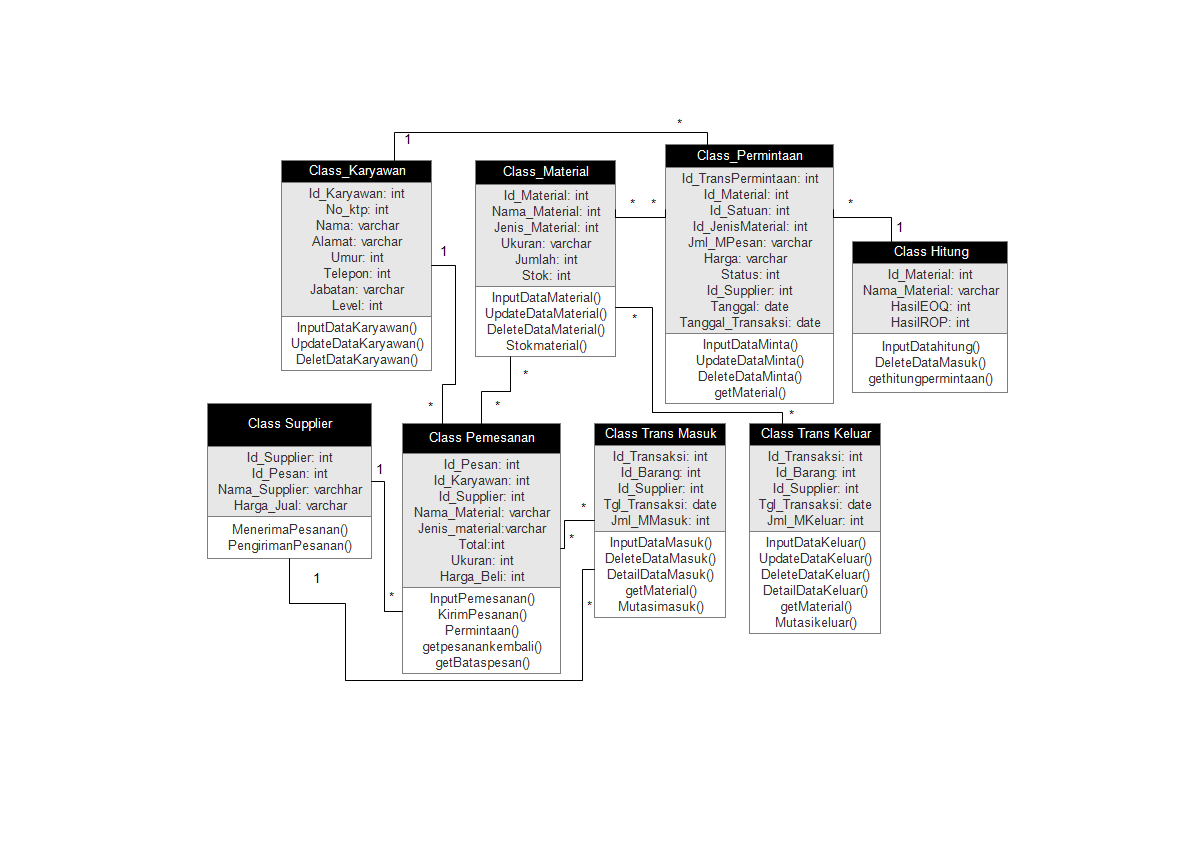 *
1
Class_Karyawan
Id_Karyawan: int
No_ktp: int
Nama: varchar
Alamat: varchar
Umur: int
Telepon: int
Jabatan: varchar
Level: int
InputDataKaryawan()
UpdateDataKaryawan()
DeletDataKaryawan()
1
*
Class_Material
Id_Material: int
Nama_Material: int
Jenis_Material: int
Ukuran: varchar
Jumlah: int
Stok: int
InputDataMaterial()
UpdateDataMaterial()
DeleteDataMaterial()
Stokmaterial()
* *
*
*
*
Class_Permintaan
Id_TransPermintaan: int
Id_Material: int
Id_Satuan: int
Id_JenisMaterial: int
Jml_MPesan: varchar
Harga: varchar
Status: int
Id_Supplier: int
Tanggal: date
Tanggal_Transaksi: date
InputDataMinta()
UpdateDataMinta()
DeleteDataMinta()
getMaterial()
*
1
Class Hitung
Id_Material: int
Nama_Material: varchar
HasilEOQ: int
HasilROP: int
InputDatahitung()
DeleteDataMasuk()
gethitungpermintaan()
Class Supplier
Id_Supplier: int
Id_Pesan: int
Nama_Supplier: varchhar
Harga_Jual: varchar
MenerimaPesanan()
PengirimanPesanan()
1
*
1
*
Class Pemesanan
Id_Pesan: int
Id_Karyawan: int
Id_Supplier: int
Nama_Material: varchar
Jenis_material:varchar
Total:int
Ukuran: int
Harga_Beli: int
InputPemesanan()
KirimPesanan()
Permintaan()
getpesanankembali()
getBataspesan()
*
*
Class Trans Masuk
Id_Transaksi: int
Id_Barang: int
Id_Supplier: int
Tgl_Transaksi: date
Jml_MMasuk: int
InputDataMasuk()
DeleteDataMasuk()
DetailDataMasuk()
getMaterial()
Mutasimasuk()
*
Class Trans Keluar
Id_Transaksi: int
Id_Barang: int
Id_Supplier: int
Tgl_Transaksi: date
Jml_MKeluar: int
InputDataKeluar()
UpdateDataKeluar()
DeleteDataKeluar()
DetailDataKeluar()
getMaterial()
Mutasikeluar()